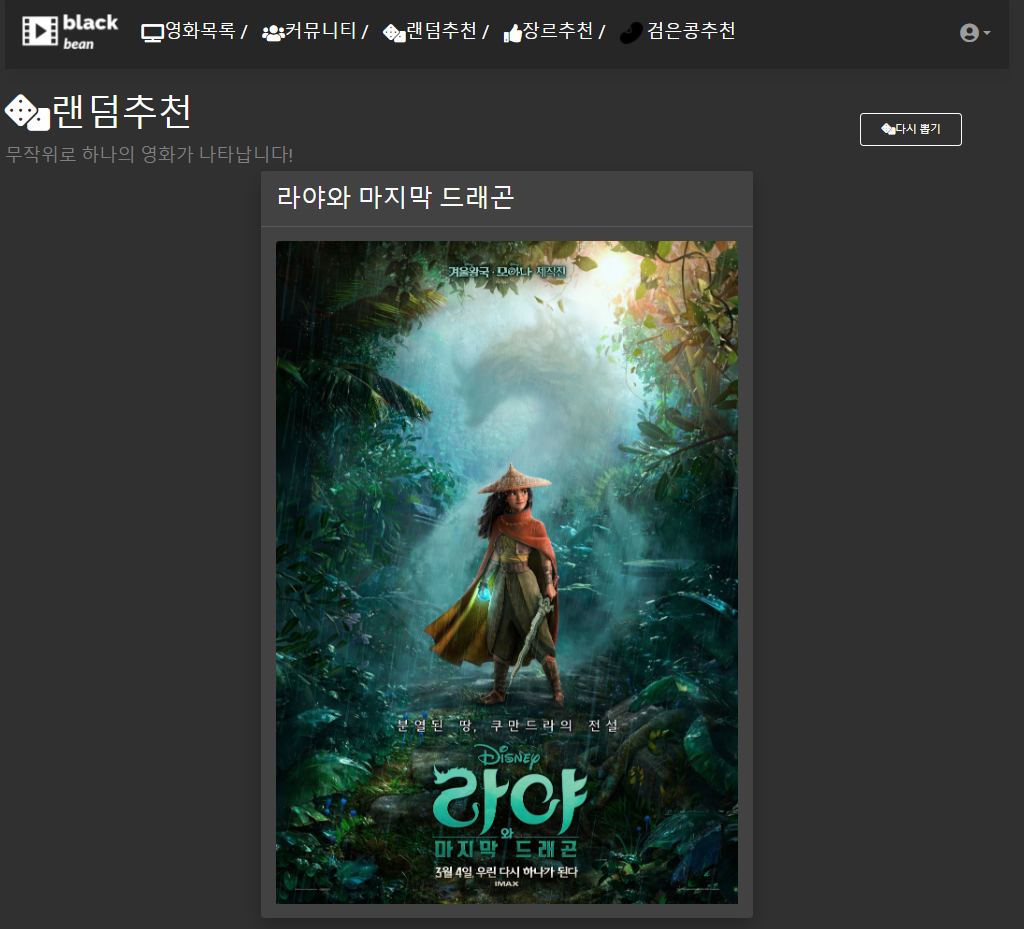 black
bean
영화목록 / 커뮤니티 / 랜덤추천 / 장르추천 / 검은콩추천
랜덤추천
다시 뽑기
무작위로 하나의 영화가 나타납니다!
라야와 마지막 드래곤
겨울왕국 · 모아나 제작진
분열된 땅, 쿠만드라의 전설
Disney
라야
와
마지막 드래곤
3월 4일, 우린 다시 하나가 된다
IMAX